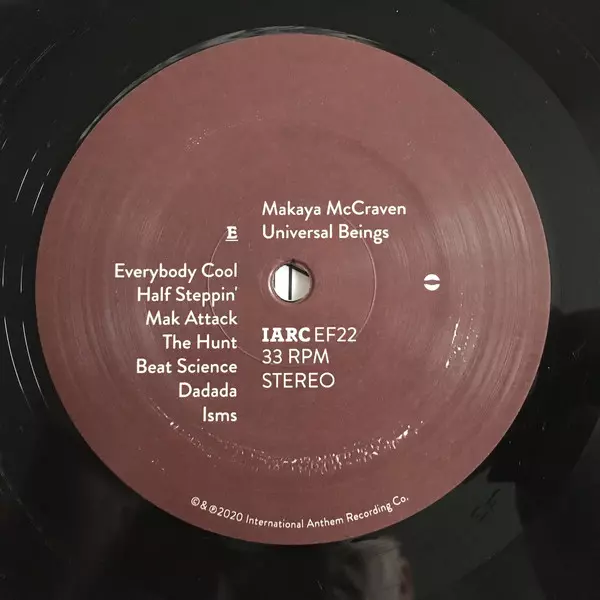 Makaya McCraven
Universal Beings
E
Everybody Cool
Half Steppin'
Mak Attack
The Hunt
Beat Science
Dadada
Isms
IARC EF22
33 RPM
STEREO
©&℗2020 International Anthem Recording Co.